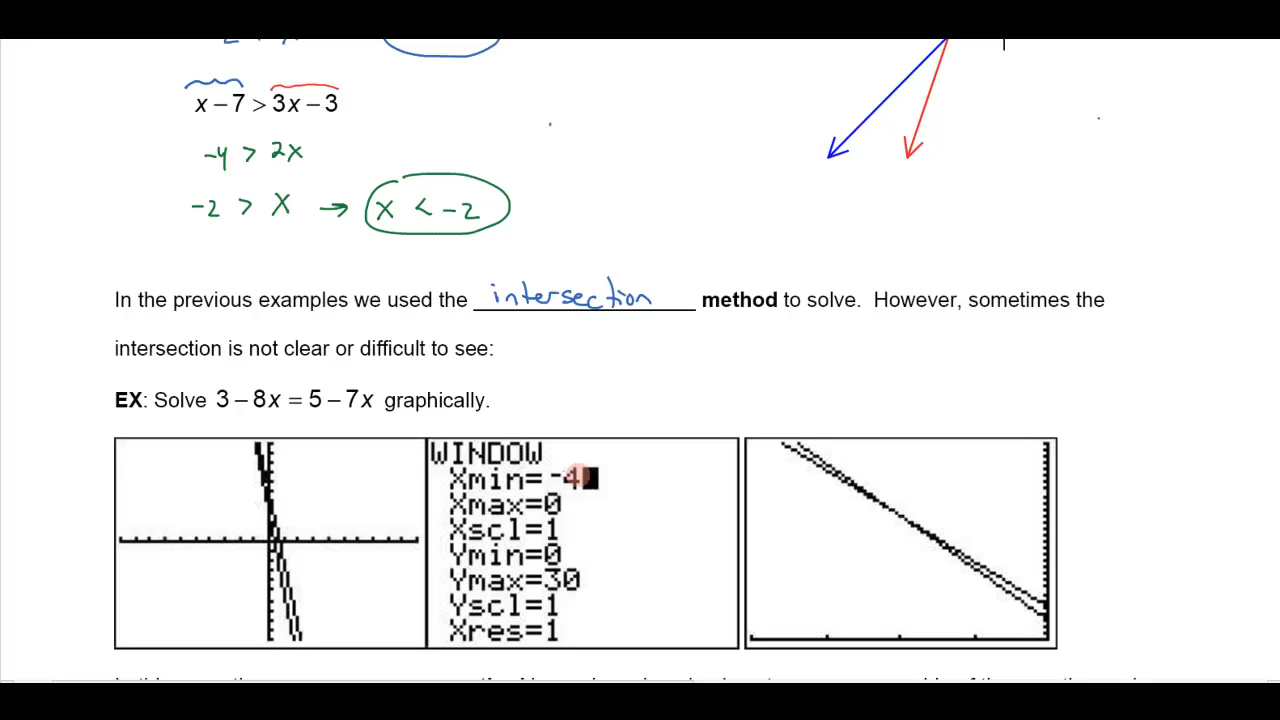 x – 7 > 3x – 3
-4 > 2x
-2 > x → x < -2
In the previous examples we used the intersection method to solve. However, sometimes the
intersection is not clear or difficult to see:
EX: Solve 3 – 8x = 5 – 7x graphically.
WINDOW
Xmin=-4
Xmax=0
Xscl=1
Ymin=0
Ymax=30
Yscl=1
Xres=1